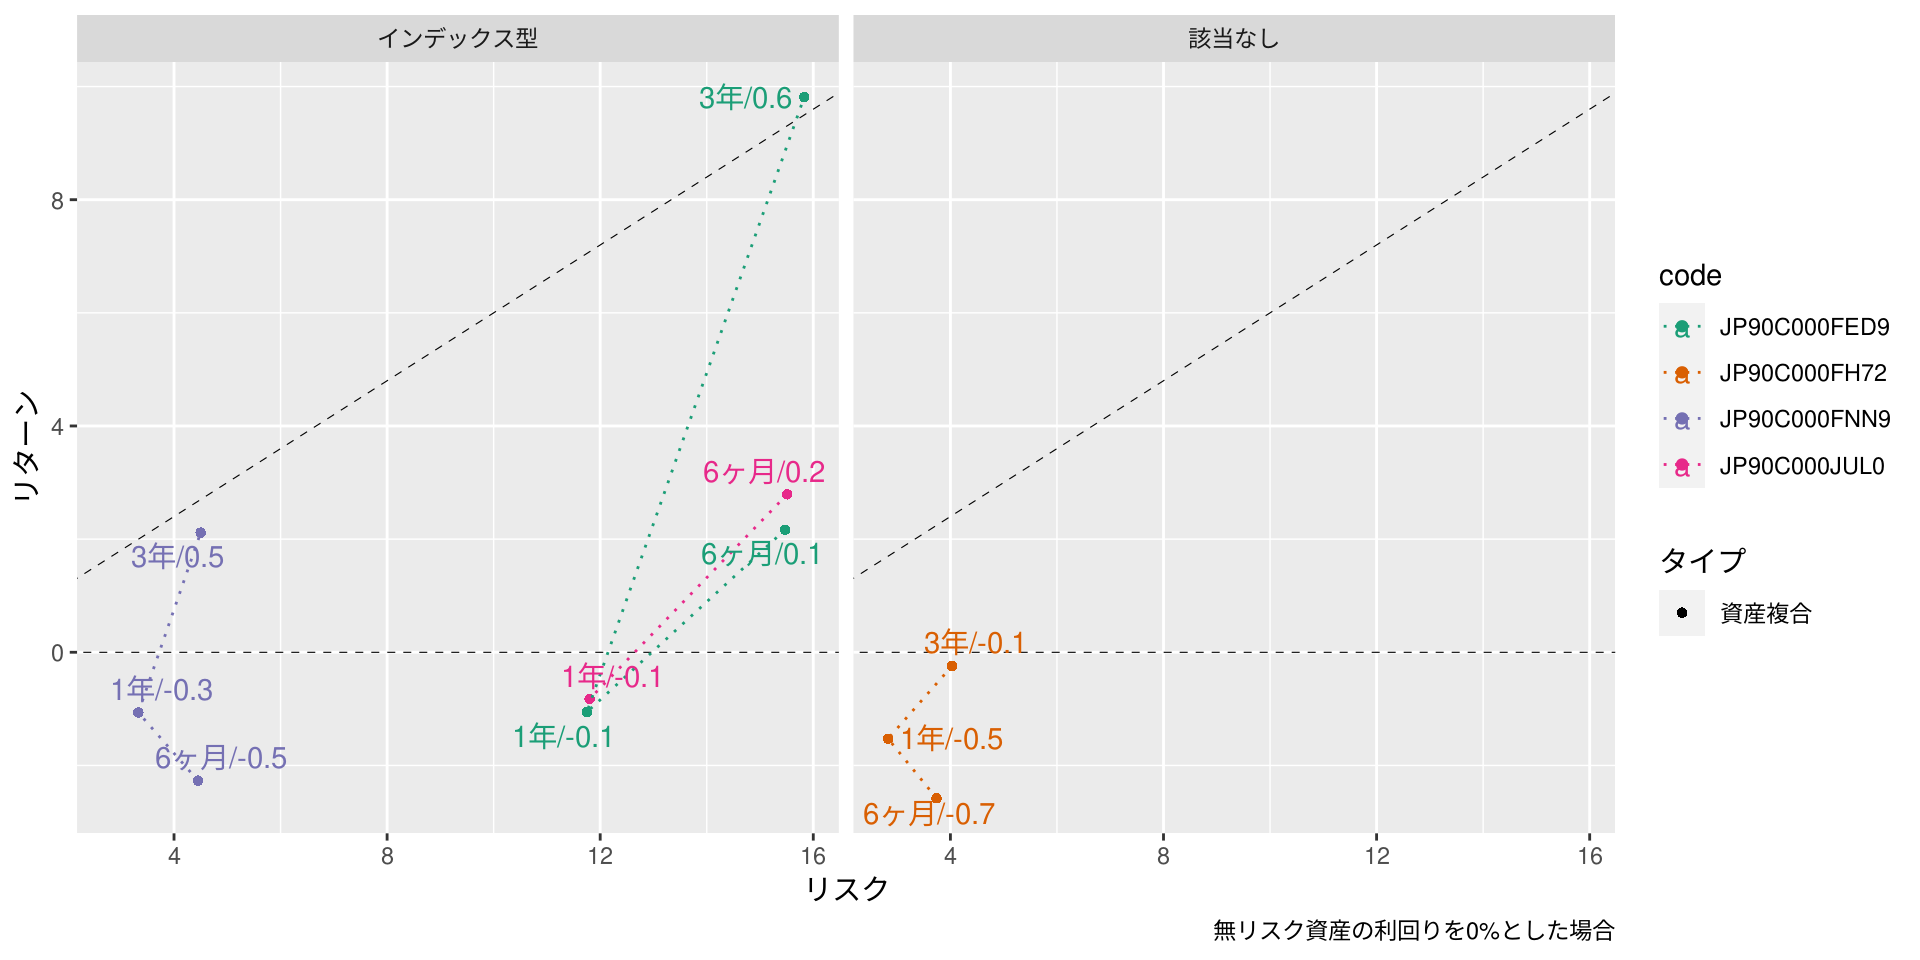 インデックス型
該当なし
リターン
8
4
0
3年/0.6
6ヶ月/0.2
6ヶ月/0.1
3年/0.5
1年/-0.3
6ヶ月/-0.5
1年/-0.1
1年/-0.1
3年/-0.1
1年/-0.5
6ヶ月/-0.7
4
8
12
16
4
8
12
16
リスク
code
a JP90C000FED9
a JP90C000FH72
a JP90C000FNN9
a JP90C000JUL0
タイプ
資産複合
無リスク資産の利回りを0%とした場合